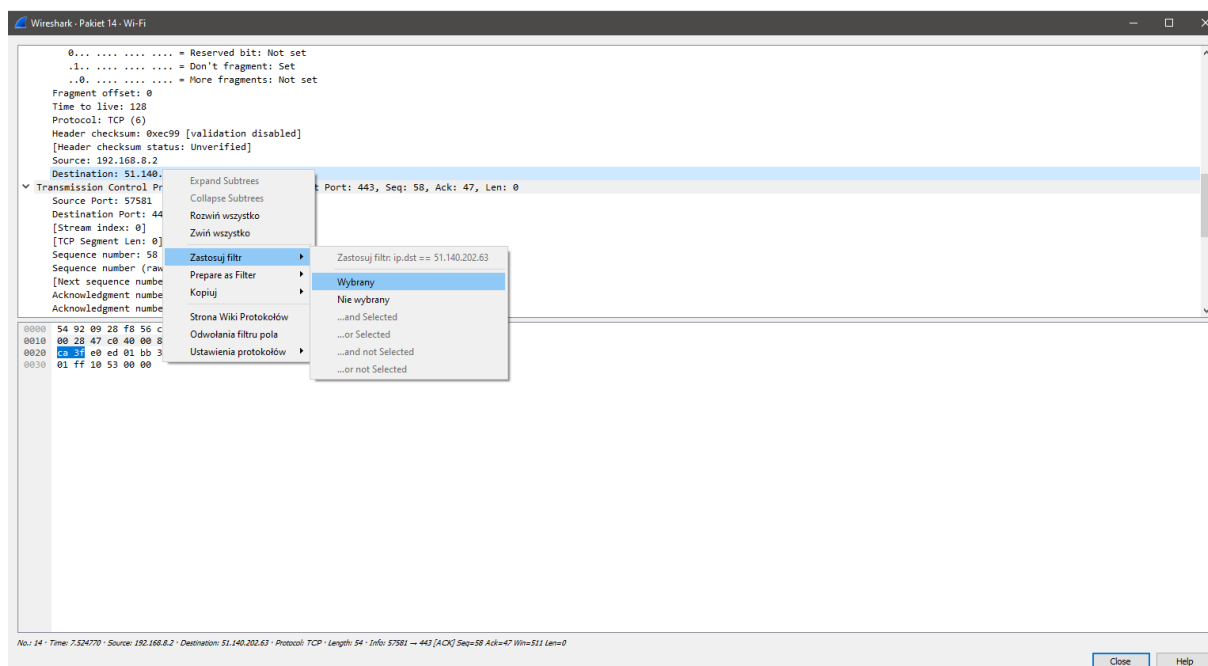 Wireshark · Pakiet 14 · Wi-Fi
0... .... .... .... = Reserved bit: Not set
.1.. .... .... .... = Don't fragment: Set
..0. .... .... .... = More fragments: Not set
Fragment offset: 0
Time to live: 128
Protocol: TCP (6)
Header checksum: 0xec99 [validation disabled]
[Header checksum status: Unverified]
Source: 192.168.8.2
Destination: 51.140.
Transmission Control Pr t Port: 443, Seq: 58, Ack: 47, Len: 0
Source Port: 57581
Destination Port: 44
[Stream index: 0]
[TCP Segment Len: 0]
Sequence number: 58
Sequence number (raw
[Next sequence numbe
Acknowledgment numbe
Acknowledgment numbe
Expand Subtrees
Collapse Subtrees
Rozwiń wszystko
Zwiń wszystko
Zastosuj filtr
Prepare as Filter
Kopiuj
Strona Wiki Protokołów
Odwołania filtru pola
Ustawienia protokołów
Zastosuj filtr: ip.dst == 51.140.202.63
Wybrany
Nie wybrany
...and Selected
...or Selected
...and not Selected
...or not Selected
0000 54 92 09 28 f8 56 c
0010 00 28 47 c0 40 00 8
0020 ca 3f e0 ed 01 bb 3
0030 01 ff 10 53 00 00
No.: 14 · Time: 7.524770 · Source: 192.168.8.2 · Destination: 51.140.202.63 · Protocol: TCP · Length: 54 · Info: 57581 → 443 [ACK] Seq=58 Ack=47 Win=511 Len=0
Close
Help